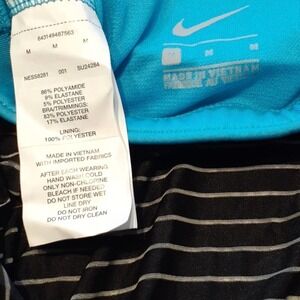 643149487563
M M M
NESS8281 001 SU24284
86% POLYAMIDE
9% ELASTANE
5% POLYESTER
BRA/TRIMMINGS:
83% POLYESTER
17% ELASTANE
LINING:
100% POLYESTER
MADE IN VIETNAM
WITH IMPORTED FABRICS
AFTER EACH WEARING
HAND WASH COLD
ONLY NON-CHLORINE
BLEACH IF NEEDED
DO NOT STORE WET
LINE DRY
DO NOT IRON
DO NOT DRY CLEAN
M
MADE IN VIETNAM